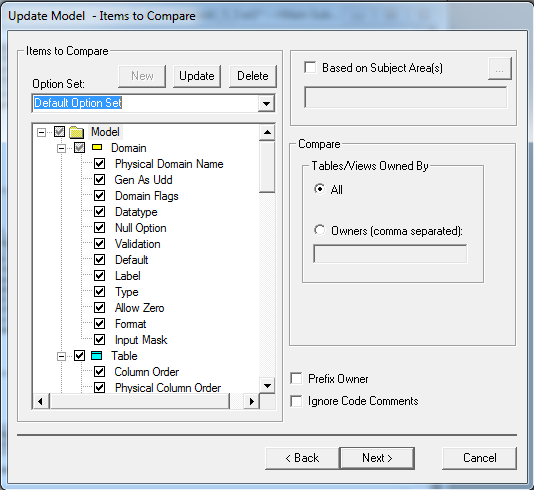 Update Model - Items to Compare
Items to Compare
New
Update
Delete
Option Set:
Default Option Set
Model
Domain
Physical Domain Name
Gen As Udd
Domain Flags
Datatype
Null Option
Validation
Default
Label
Type
Allow Zero
Format
Input Mask
Table
Column Order
Physical Column Order
Based on Subject Area(s)
...
Compare
Tables/Views Owned By
All
Owners (comma separated):
Prefix Owner
Ignore Code Comments
< Back
Next >
Cancel